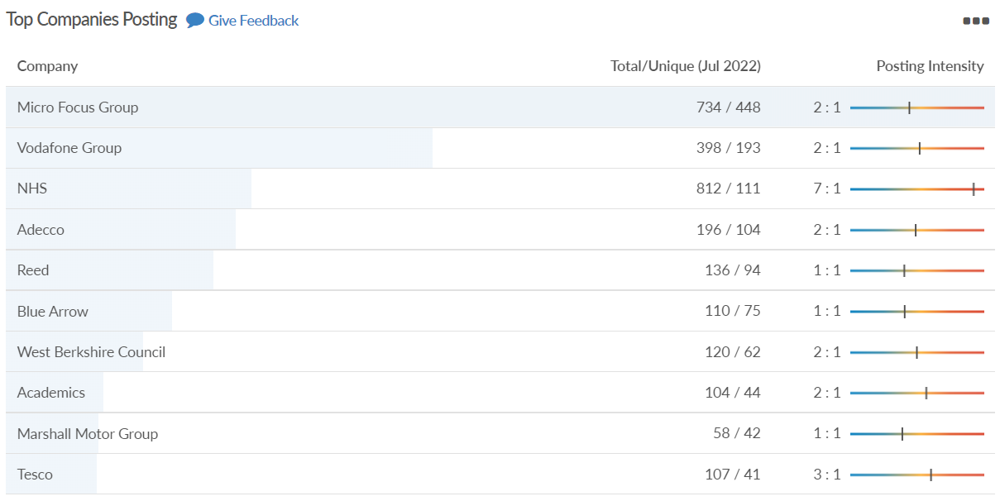 Top Companies Posting Give Feedback
Company Total/Unique (Jul 2022) Posting Intensity
Micro Focus Group 734 / 448 2 : 1
Vodafone Group 398 / 193 2 : 1
NHS 812 / 111 7 : 1
Adecco 196 / 104 2 : 1
Reed 136 / 94 1 : 1
Blue Arrow 110 / 75 1 : 1
West Berkshire Council 120 / 62 2 : 1
Academics 104 / 44 2 : 1
Marshall Motor Group 58 / 42 1 : 1
Tesco 107 / 41 3 : 1